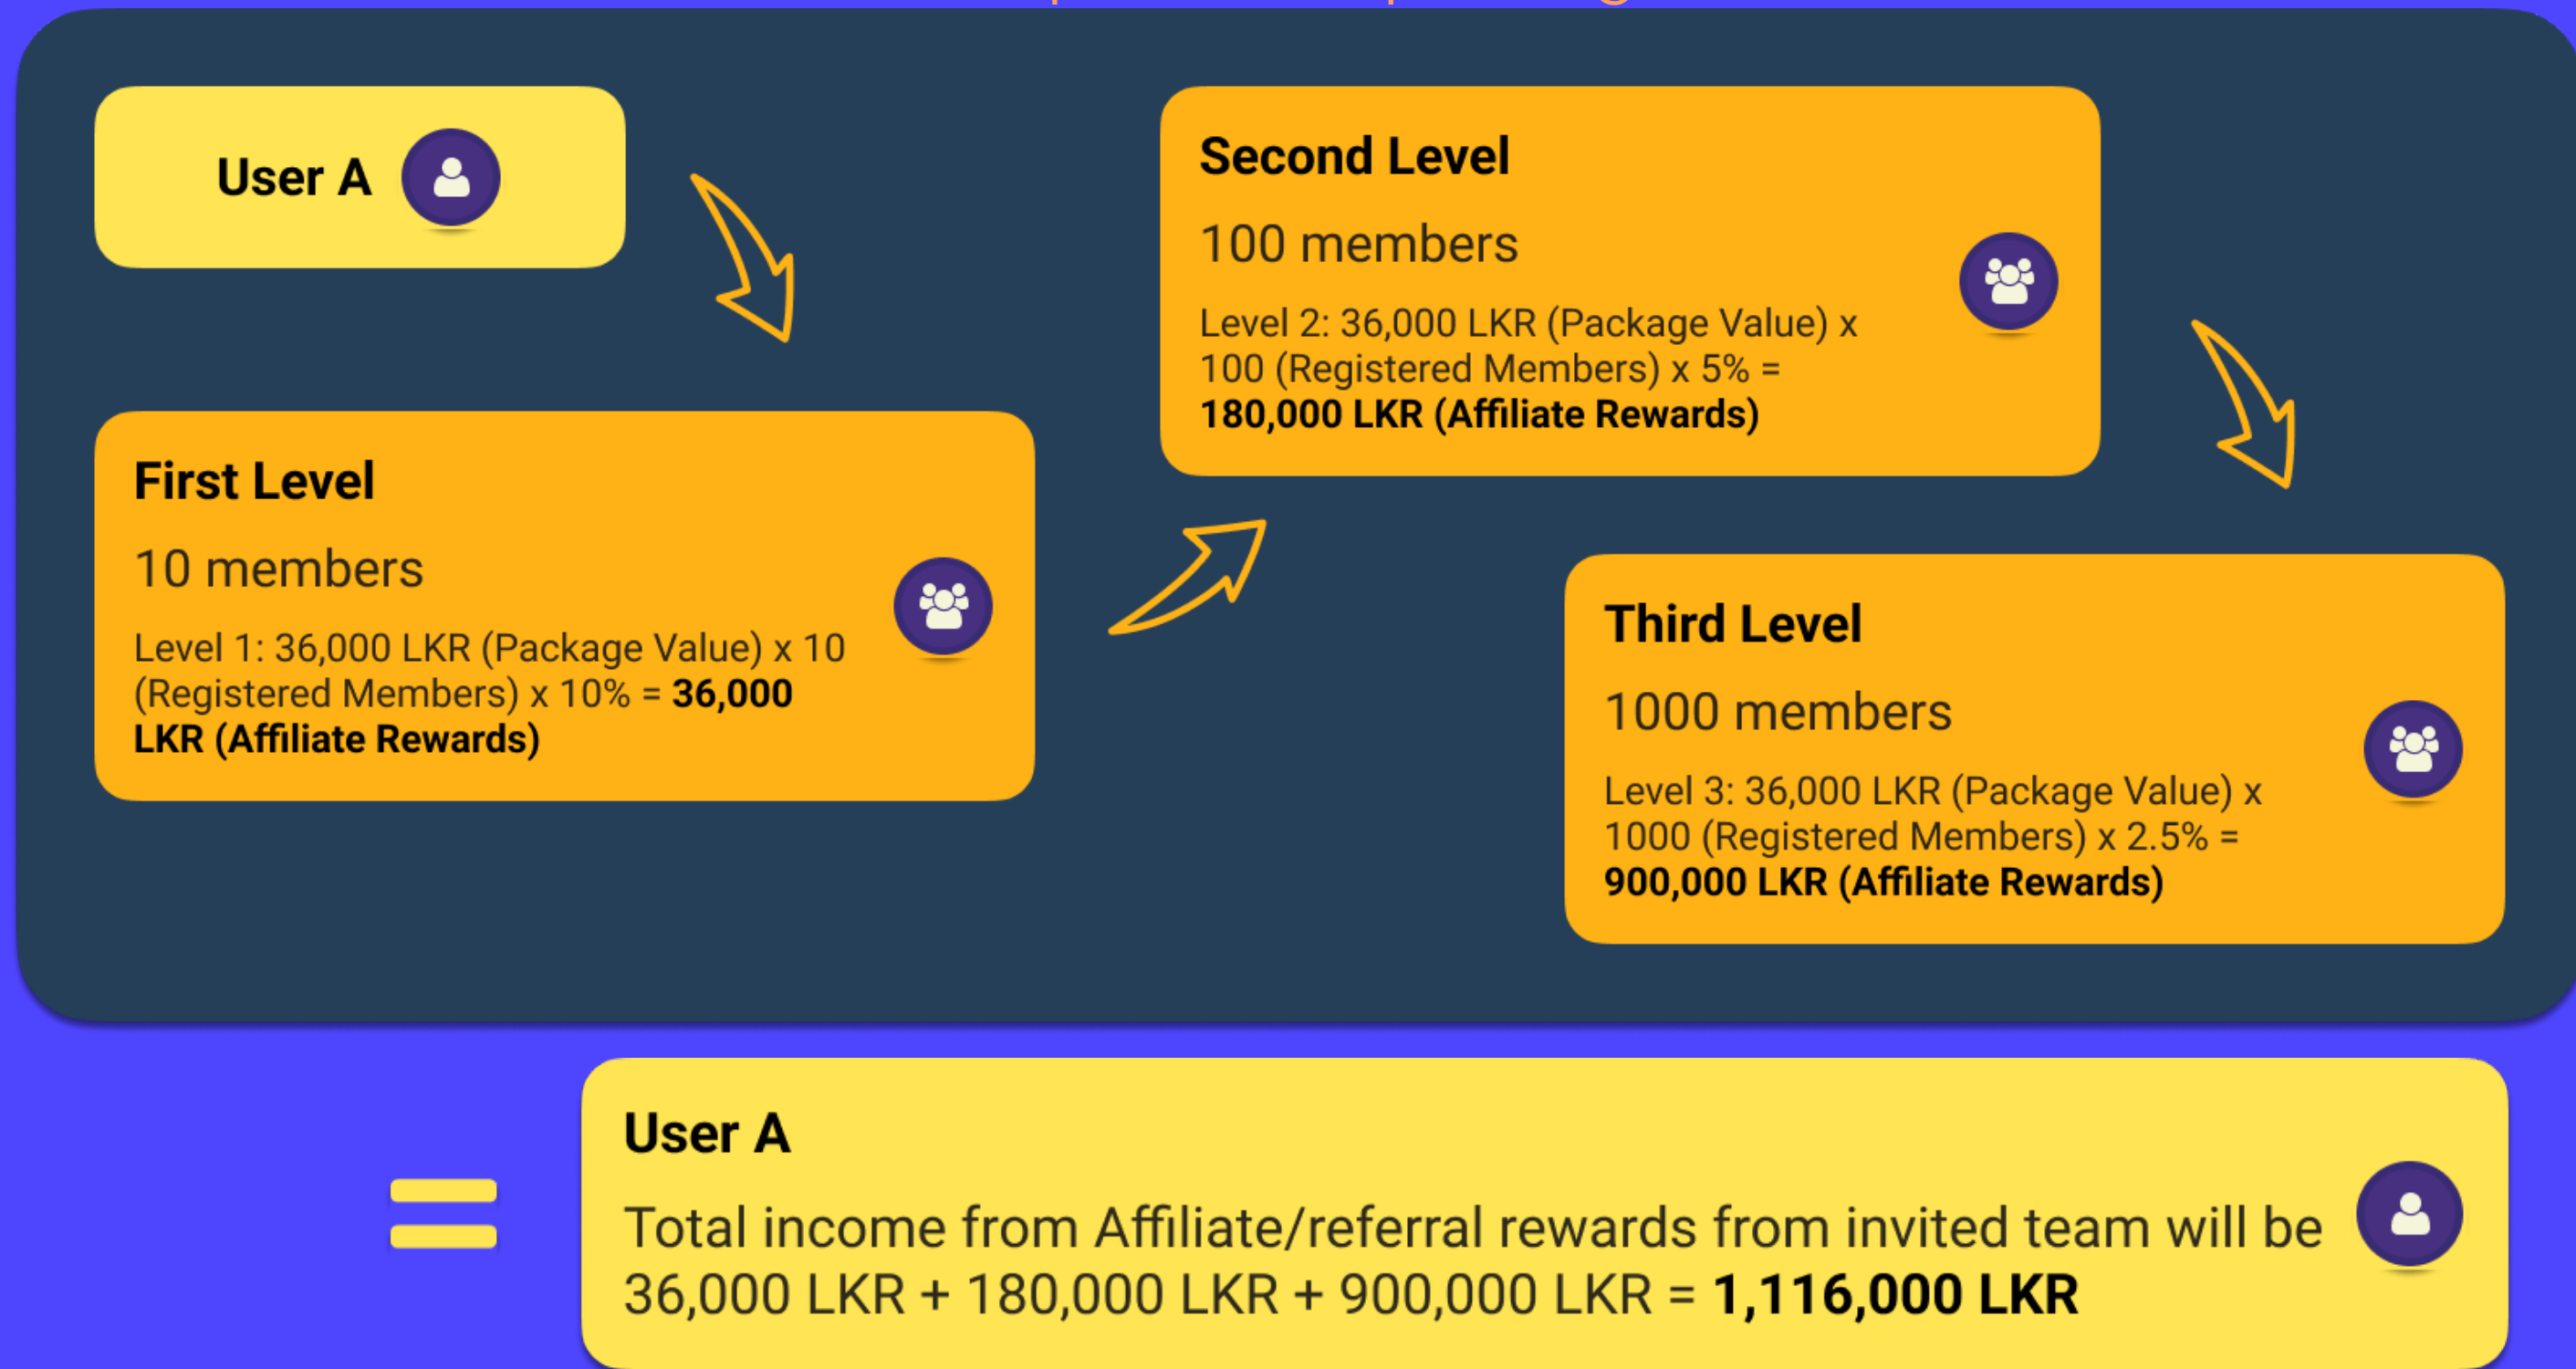 User A
First Level
10 members
Level 1: 36,000 LKR (Package Value) x 10
(Registered Members) x 10% = 36,000
LKR (Affiliate Rewards)
Second Level
100 members
Level 2: 36,000 LKR (Package Value) x
100 (Registered Members) x 5% =
180,000 LKR (Affiliate Rewards)
Third Level
1000 members
Level 3: 36,000 LKR (Package Value) x
1000 (Registered Members) x 2.5% =
900,000 LKR (Affiliate Rewards)
=
User A
Total income from Affiliate/referral rewards from invited team will be
36,000 LKR + 180,000 LKR + 900,000 LKR = 1,116,000 LKR